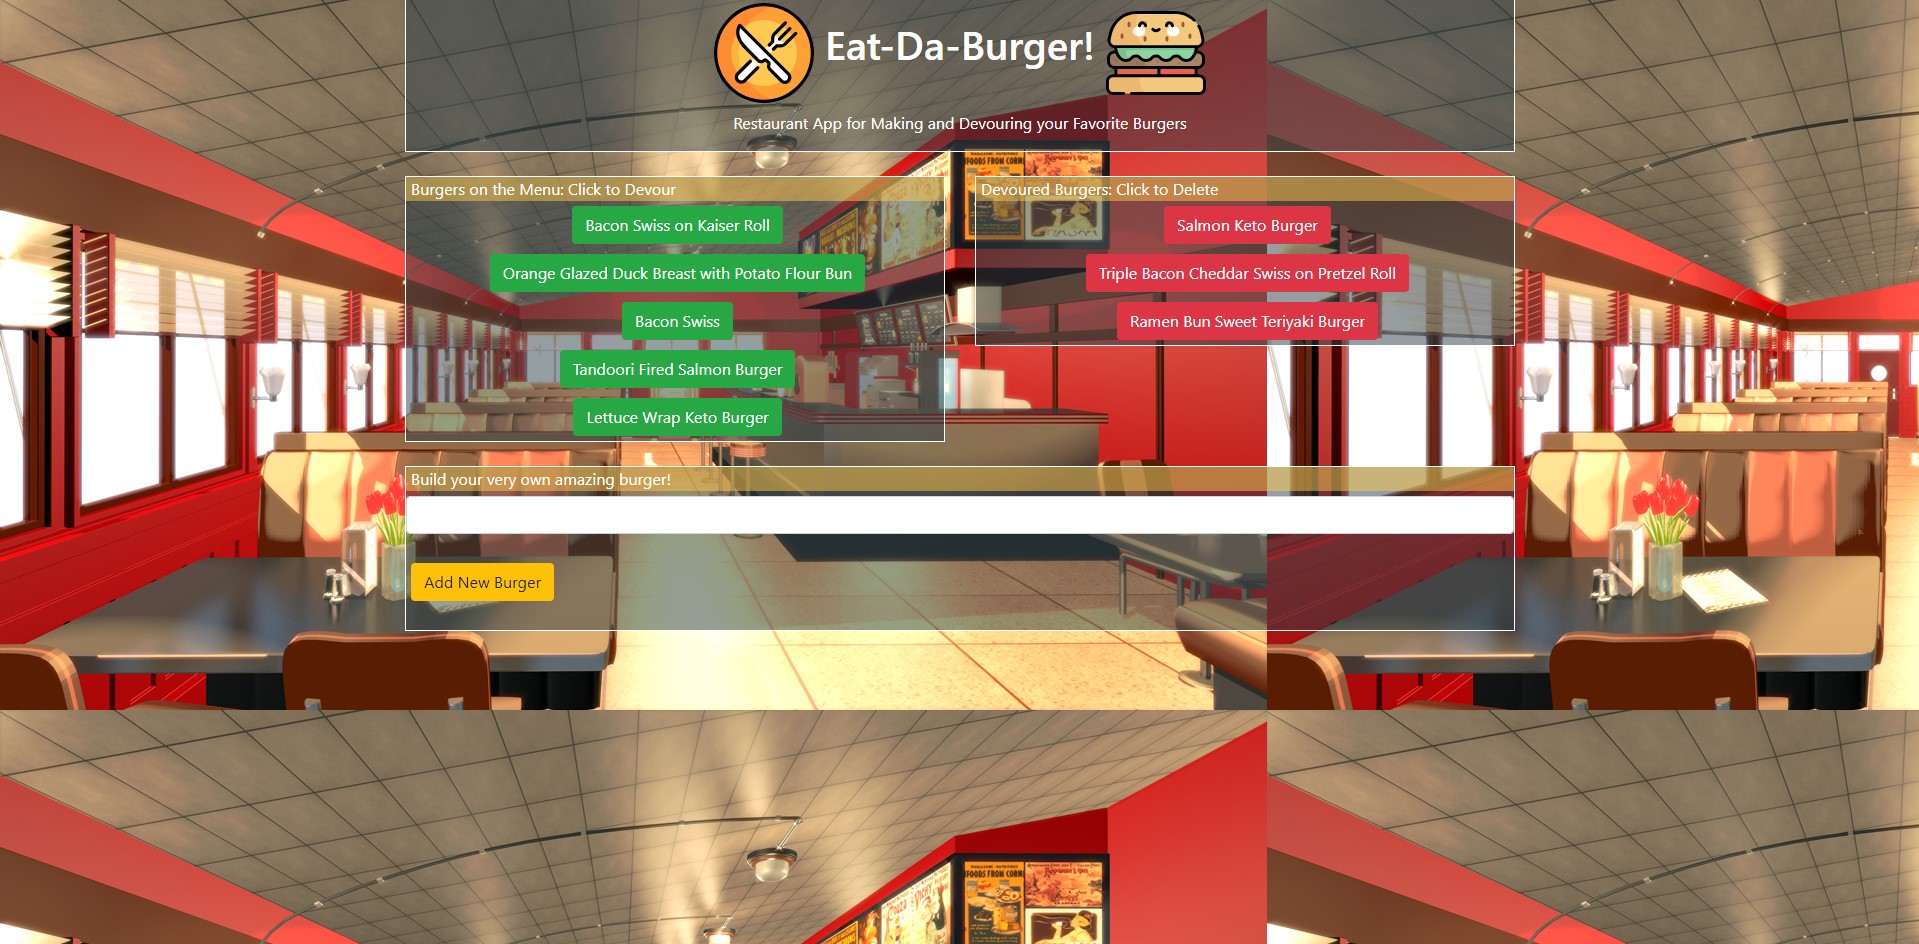 Eat-Da-Burger!
Restaurant App for Making and Devouring your Favorite Burgers
Burgers on the Menu: Click to Devour
Bacon Swiss on Kaiser Roll
Orange Glazed Duck Breast with Potato Flour Bun
Bacon Swiss
Tandoori Fired Salmon Burger
Lettuce Wrap Keto Burger
Devoured Burgers: Click to Delete
Salmon Keto Burger
Triple Bacon Cheddar Swiss on Pretzel Roll
Ramen Bun Sweet Teriyaki Burger
Build your very own amazing burger!
Add New Burger
FOODS FROM CORN